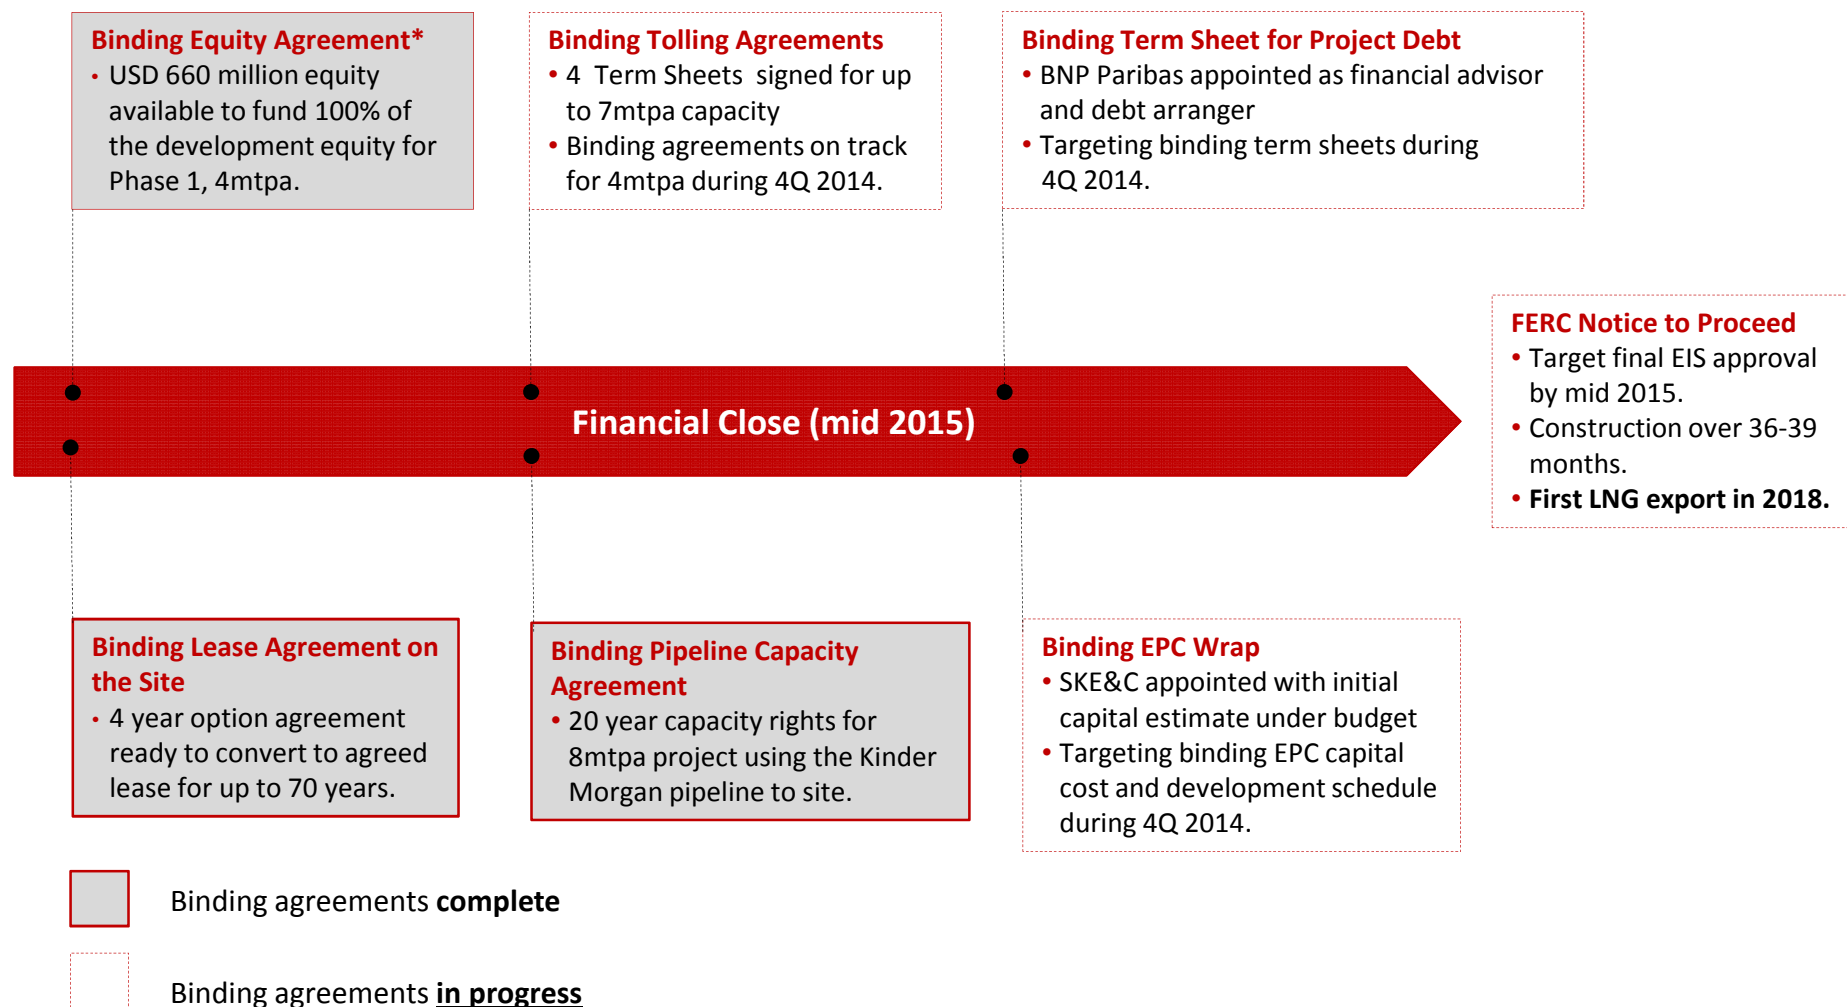 Binding Equity Agreement*
• USD 660 million equity
available to fund 100% of
the development equity for
Phase 1, 4mtpa.
Binding Tolling Agreements
• 4 Term Sheets signed for up
to 7mtpa capacity
• Binding agreements on track
for 4mtpa during 4Q 2014.
Binding Term Sheet for Project Debt
• BNP Paribas appointed as financial advisor
and debt arranger
• Targeting binding term sheets during
4Q 2014.
Financial Close (mid 2015)
FERC Notice to Proceed
• Target final EIS approval
by mid 2015.
• Construction over 36-39
months.
• First LNG export in 2018.
Binding Lease Agreement on
the Site
• 4 year option agreement
ready to convert to agreed
lease for up to 70 years.
Binding Pipeline Capacity
Agreement
• 20 year capacity rights for
8mtpa project using the Kinder
Morgan pipeline to site.
Binding EPC Wrap
• SKE&C appointed with initial
capital estimate under budget
• Targeting binding EPC capital
cost and development schedule
during 4Q 2014.
Binding agreements complete
Binding agreements in progress